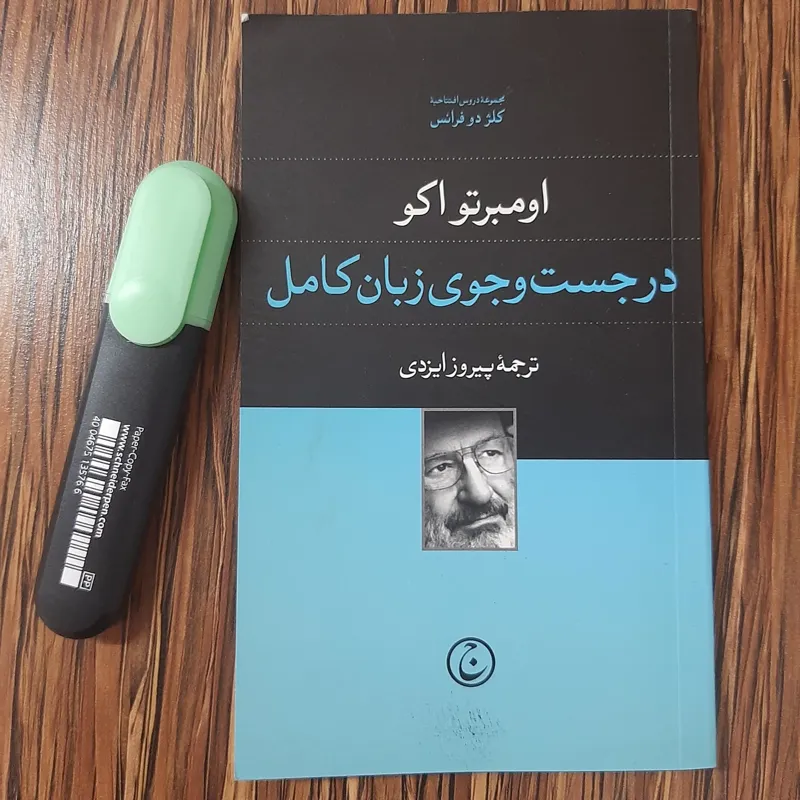 مجموعهٔ دروس افتتاحیهٔ
کلژ دو فرانس
اومبرتو اکو
در جست‌وجوی زبان کامل
ترجمهٔ پیروز ایزدی
ج
Paper-Copy-Fax
www.schneiderpen.com
40 04675 13576 6
PP